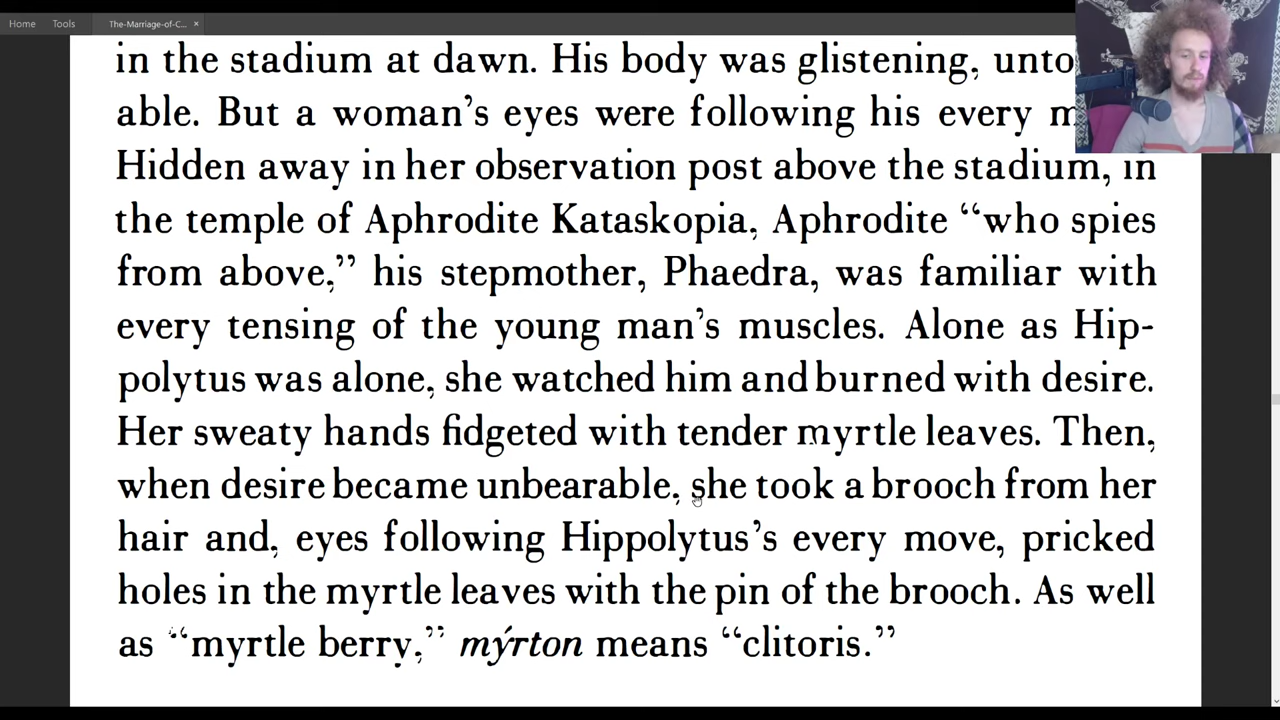 Home Tools The-Marriage-of-C... ×
in the stadium at dawn. His body was glistening,
able. But a woman’s eyes were following his every
Hidden away in her observation post above the stadium, in
the temple of Aphrodite Kataskopia, Aphrodite “who spies
from above,” his stepmother, Phaedra, was familiar with
every tensing of the young man’s muscles. Alone as Hip-
polytus was alone, she watched him and burned with desire.
Her sweaty hands fidgeted with tender myrtle leaves. Then,
when desire became unbearable, she took a brooch from her
hair and, eyes following Hippolytus’s every move, pricked
holes in the myrtle leaves with the pin of the brooch. As well
as “myrtle berry,” mýrton means “clitoris.”